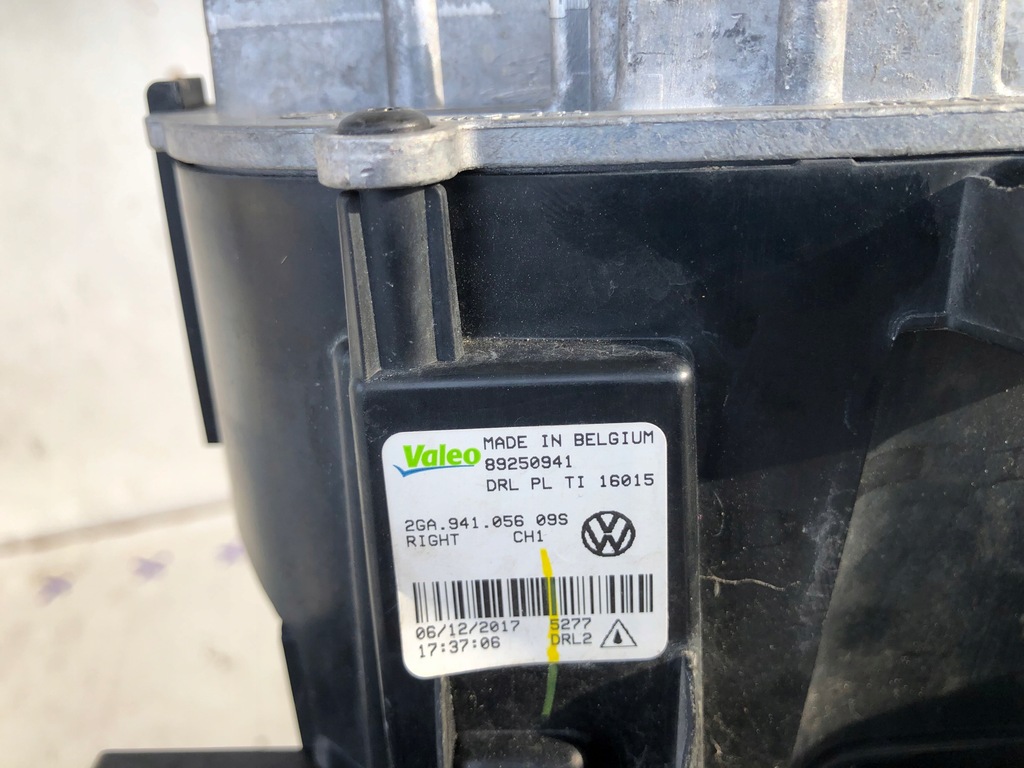 Valeo MADE IN BELGIUM
89250941
DRL PL TI 16015
2GA.941.056 09S
RIGHT CH1
06/12/2017 5277
17:37:06 DRL2